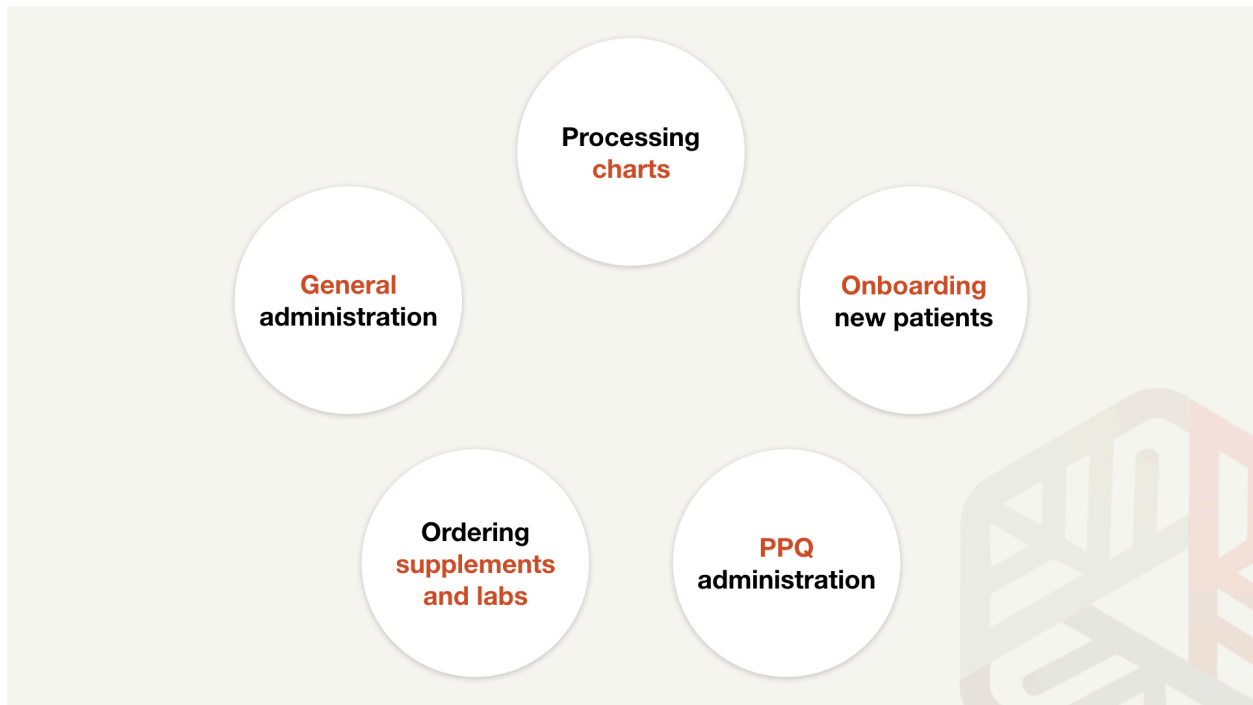 Processing
charts
General
administration
Onboarding
new patients
Ordering
supplements
and labs
PPQ
administration